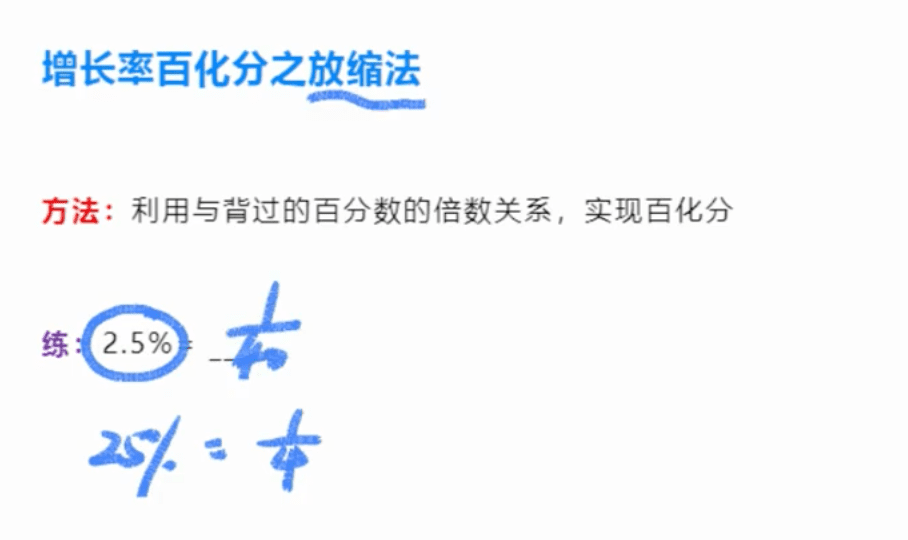 增长率百化分之放缩法
方法：利用与背过的百分数的倍数关系，实现百化分
练：2.5% = 1/40
25% = 1/4